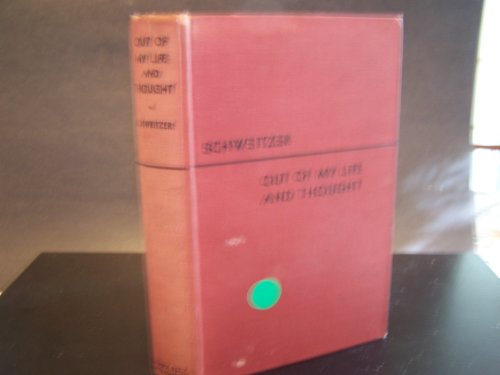 OUT OF
MY LIFE
AND
THOUGHT
SCHWEITZER
SCHWEITZER
OUT OF MY LIFE
AND THOUGHT